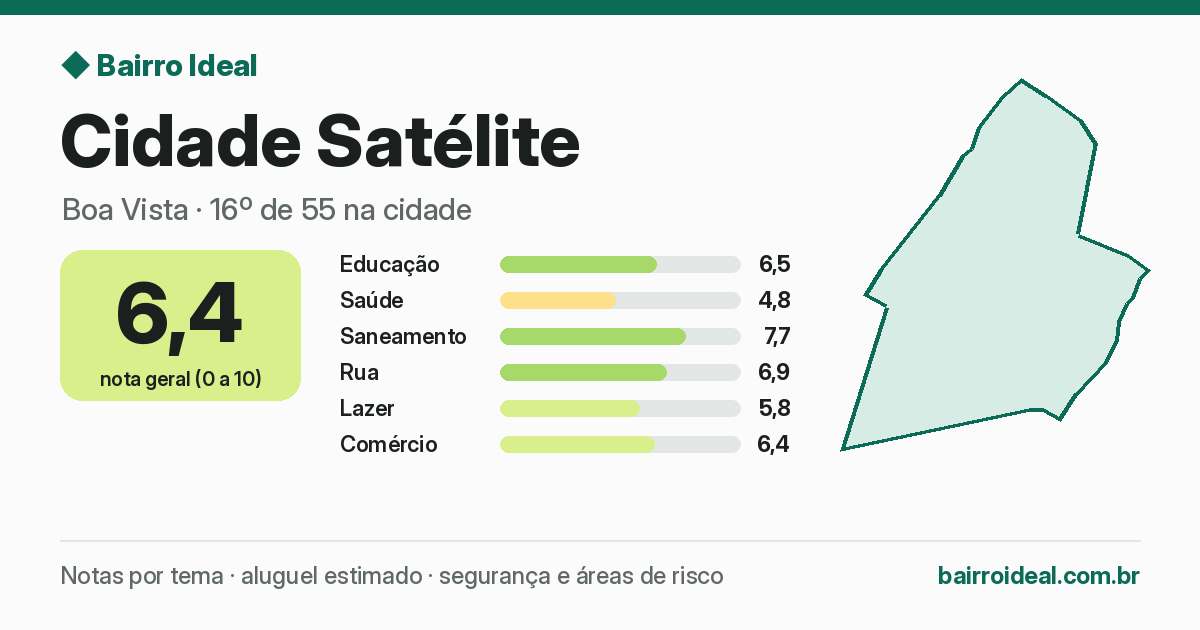 Bairro Ideal
Cidade Satélite
Boa Vista · 16º de 55 na cidade
6,4
nota geral (0 a 10)
Educação 6,5
Saúde 4,8
Saneamento 7,7
Rua 6,9
Lazer 5,8
Comércio 6,4
Notas por tema · aluguel estimado · segurança e áreas de risco
bairroideal.com.br